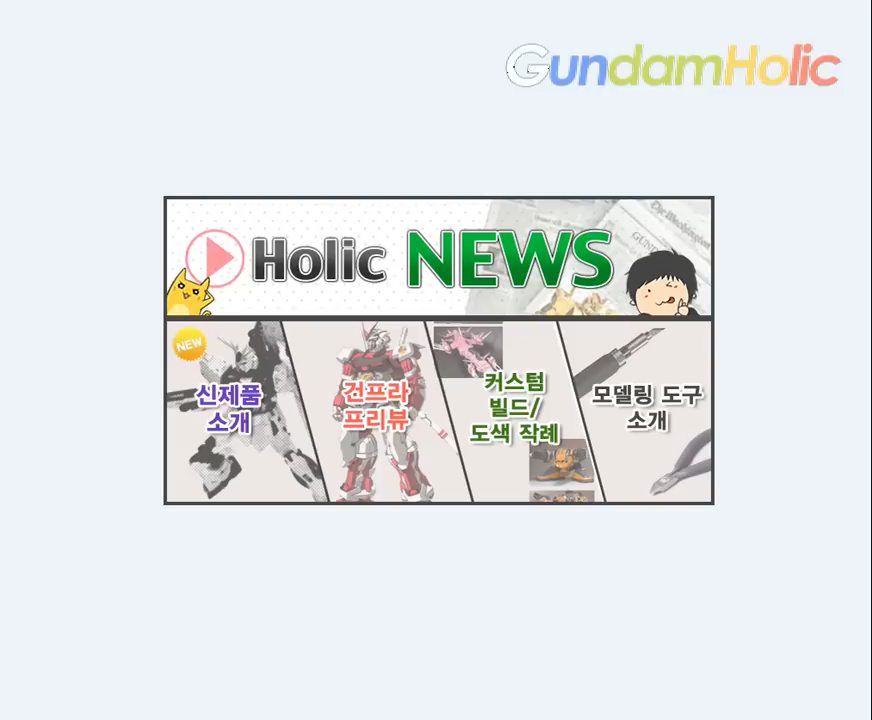 GundamHolic
Holic NEWS
NEW
신제품
소개
건프라
프리뷰
커스텀
빌드/
도색 작례
모델링 도구
소개